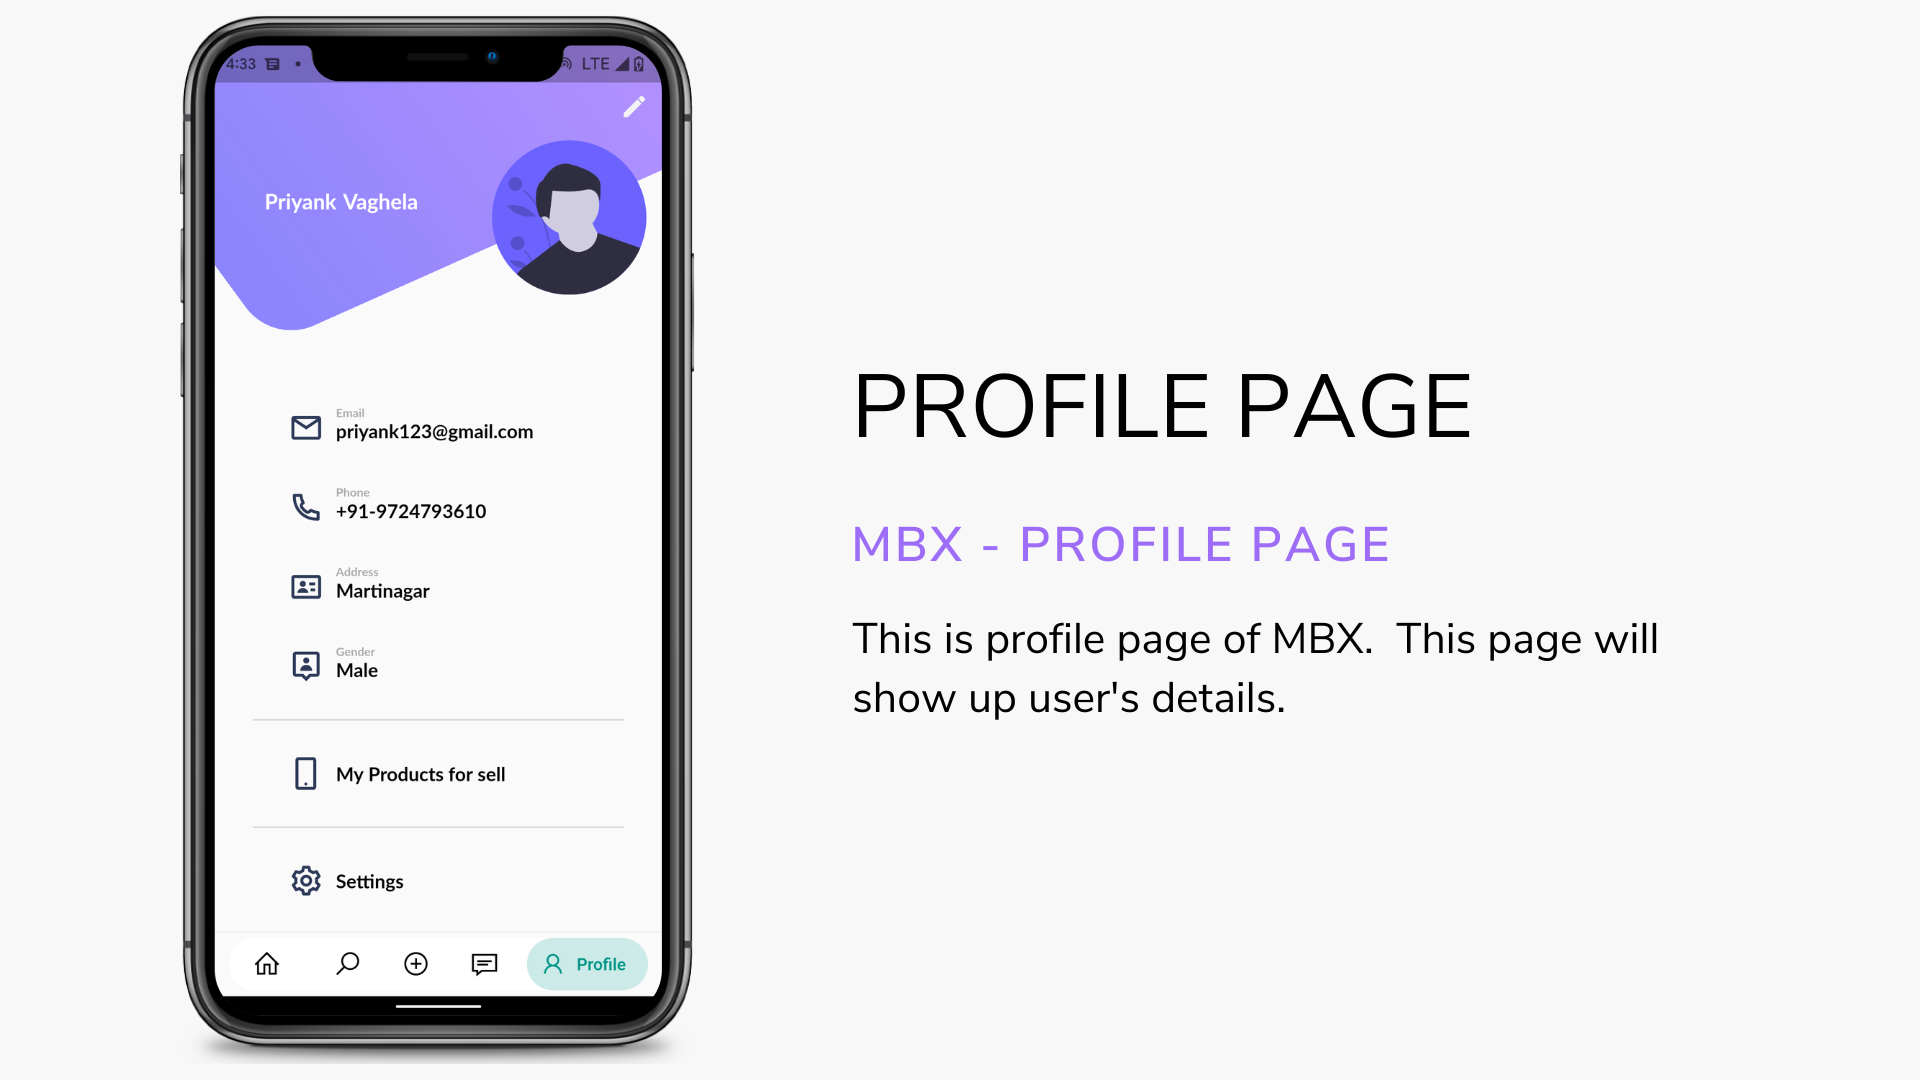 4:33 LTE
Priyank Vaghela
Email
priyank123@gmail.com
Phone
+91-9724793610
Address
Martinagar
Gender
Male
My Products for sell
Settings
Profile
PROFILE PAGE
MBX - PROFILE PAGE
This is profile page of MBX.  This page will
show up user's details.